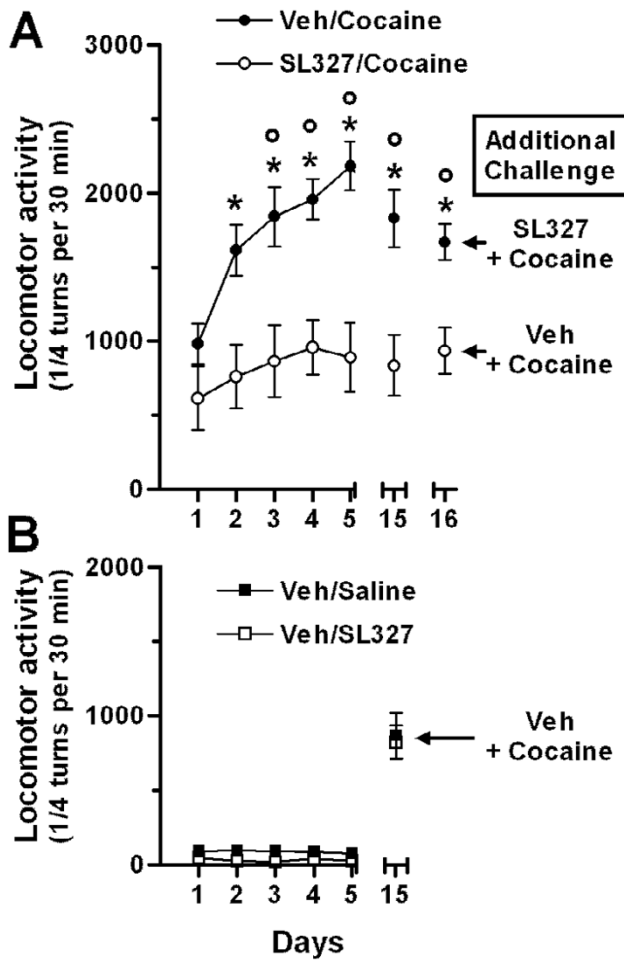 A
Veh/Cocaine
SL327/Cocaine
3000
2000
1000
0
Locomotor activity
(1/4 turns per 30 min)
* * * * * *
Additional
Challenge
SL327
+ Cocaine
Veh
+ Cocaine
1 2 3 4 5 15 16
B
Veh/Saline
Veh/SL327
2000
1000
0
Locomotor activity
(1/4 turns per 30 min)
Veh
+ Cocaine
1 2 3 4 5 15
Days